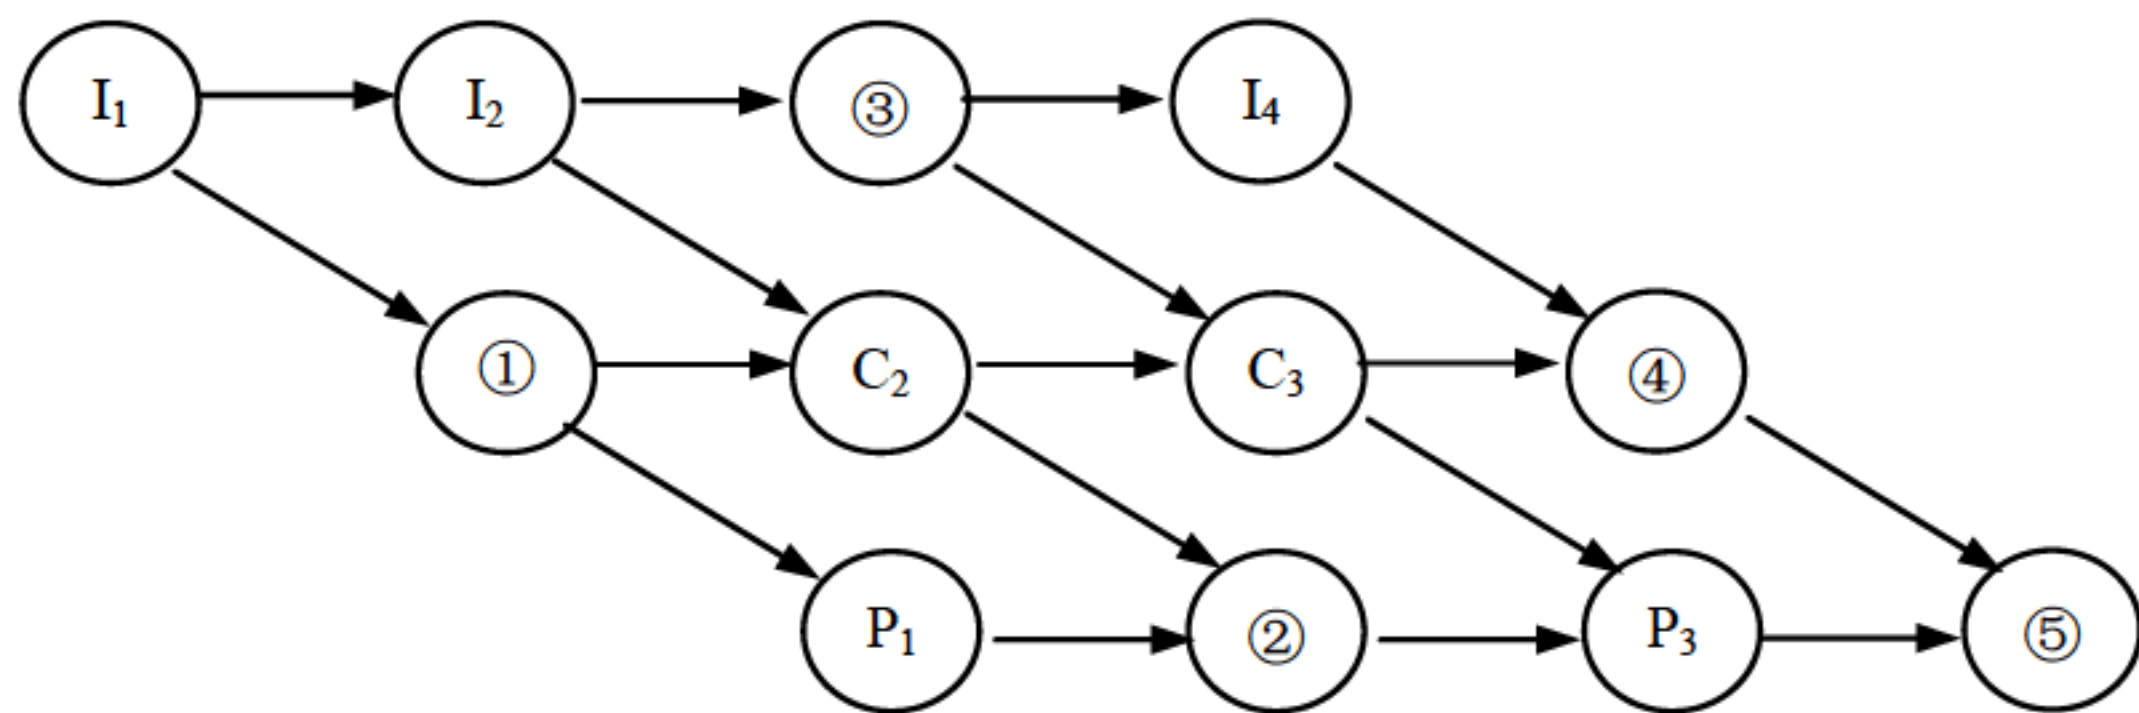 I₁ I₂ ③ I₄
① C₂ C₃ ④
P₁ ② P₃ ⑤